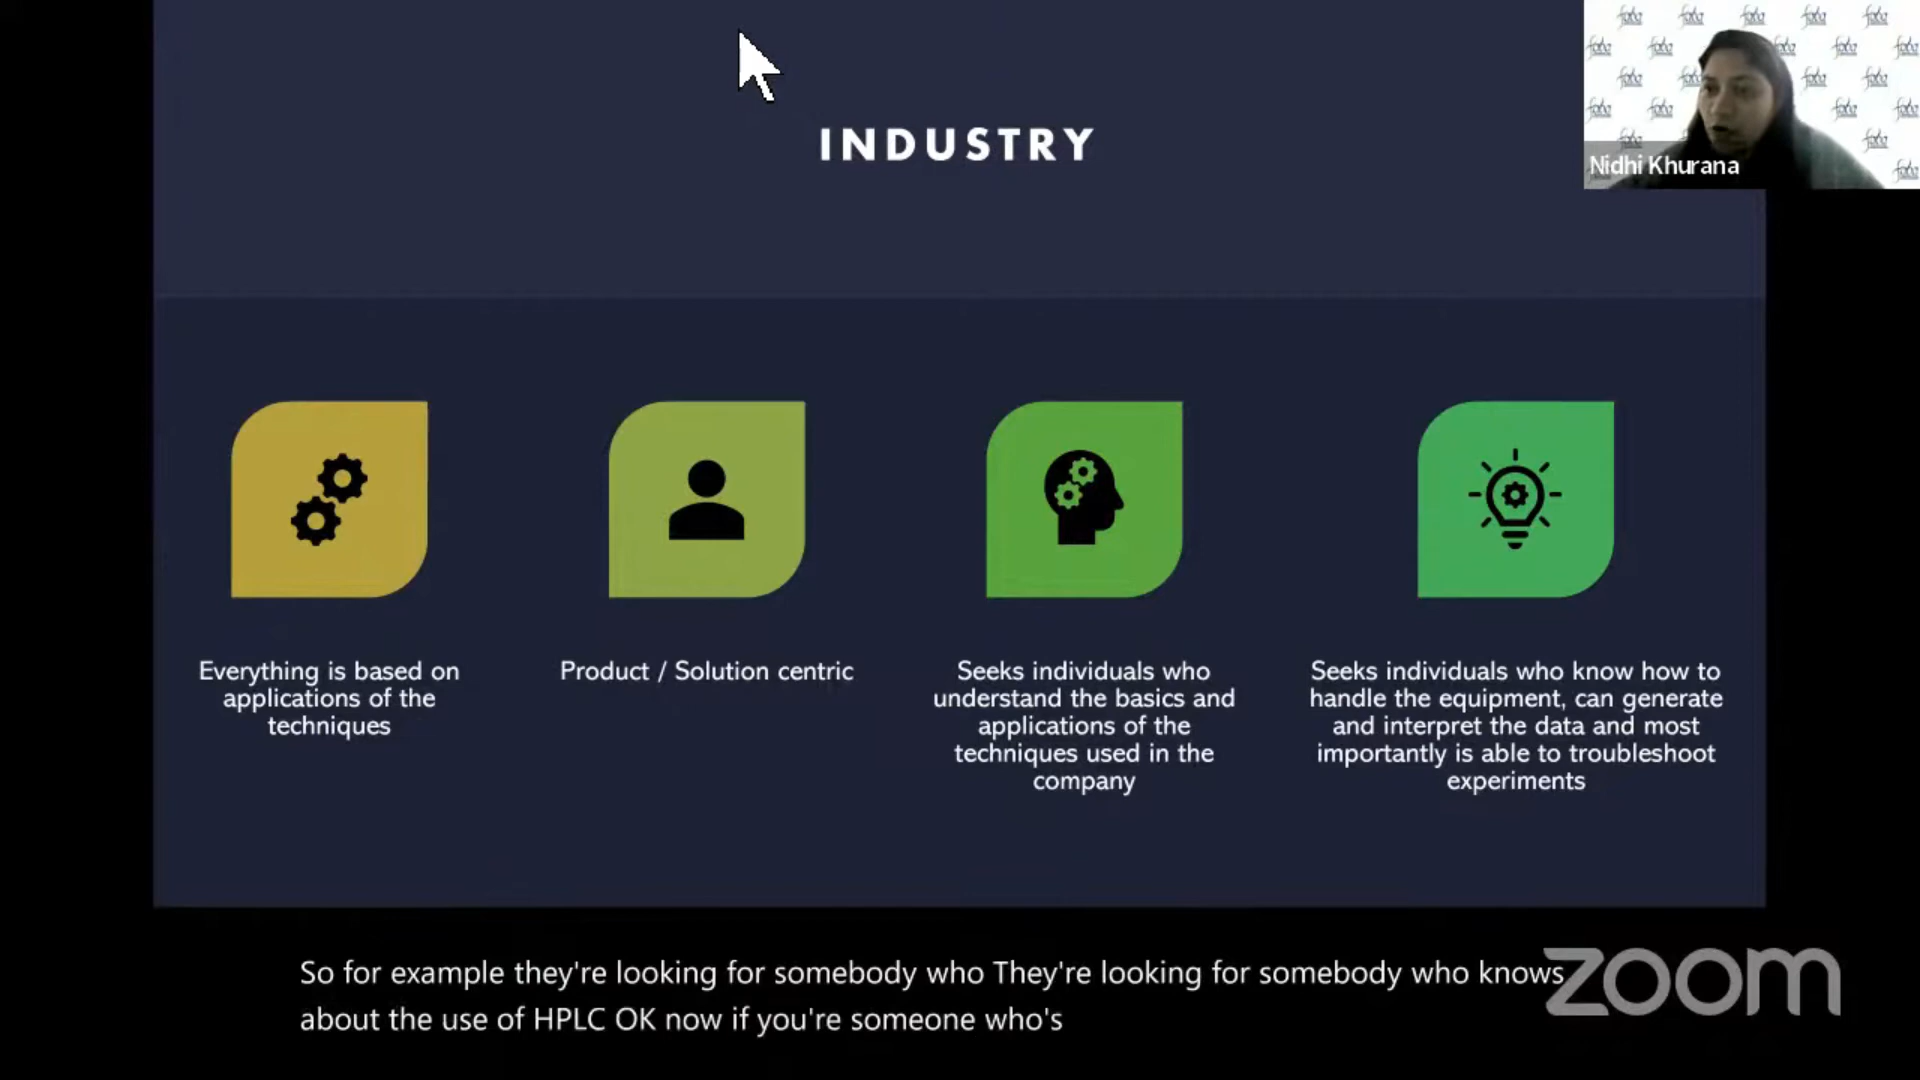 INDUSTRY
Nidhi Khurana
Everything is based on
applications of the
techniques
Product / Solution centric
Seeks individuals who
understand the basics and
applications of the
techniques used in the
company
Seeks individuals who know how to
handle the equipment, can generate
and interpret the data and most
importantly is able to troubleshoot
experiments
So for example they're looking for somebody who They're looking for somebody who knows
about the use of HPLC OK now if you're someone who's
zoom